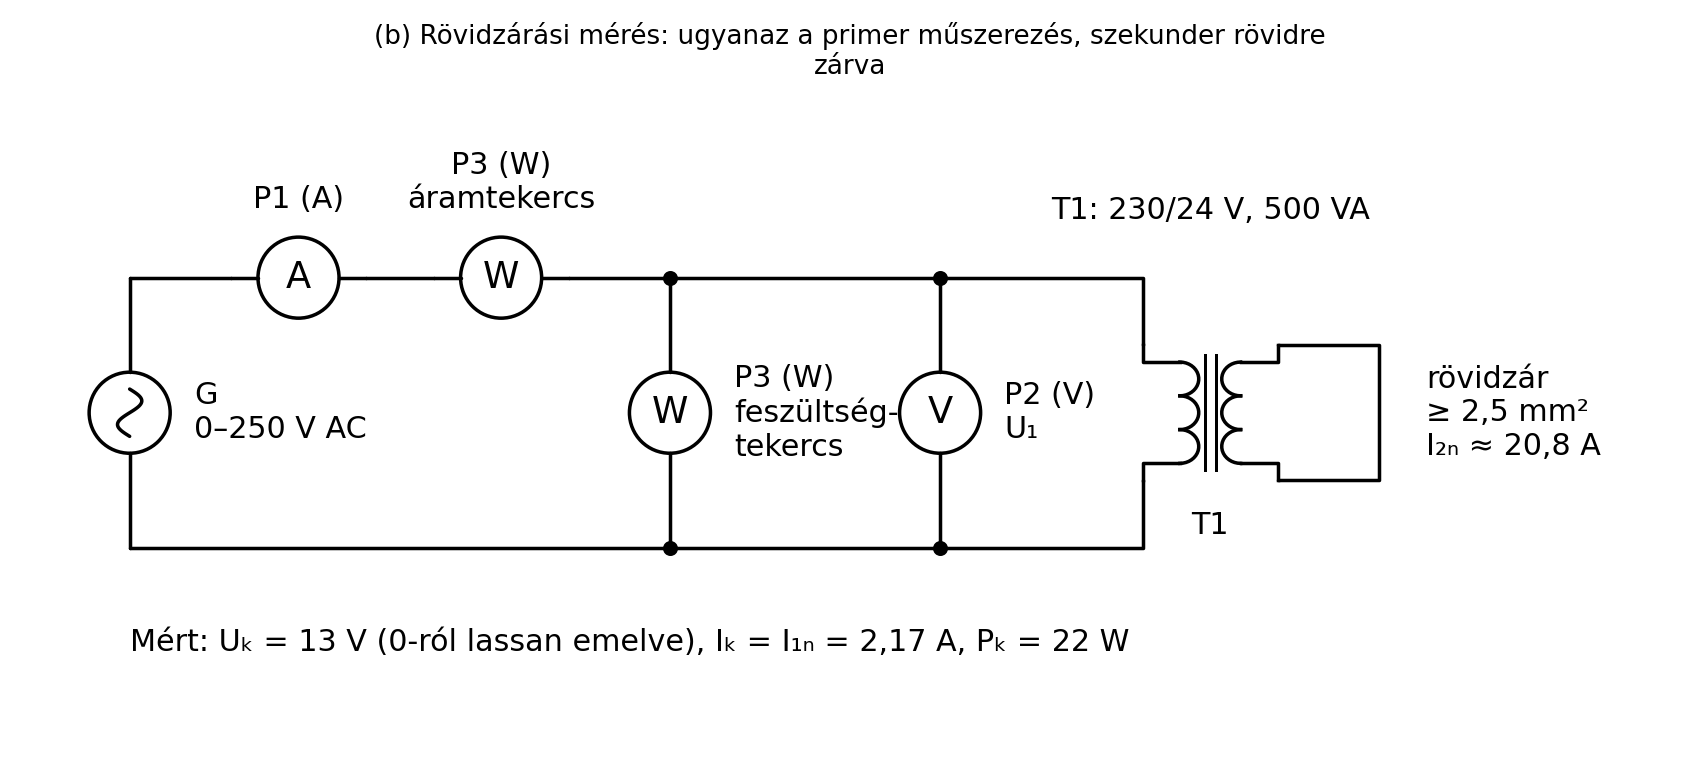 (b) Rövidzárási mérés: ugyanaz a primer műszerezés, szekunder rövidre
zárva
P3 (W)
áramtekercs
P1 (A)
T1: 230/24 V, 500 VA
A
W
G
0–250 V AC
W
P3 (W)
feszültség-
tekercs
V
P2 (V)
U₁
rövidzár
≥ 2,5 mm²
I₂ₙ ≈ 20,8 A
T1
Mért: Uₖ = 13 V (0-ról lassan emelve), Iₖ = I₁ₙ = 2,17 A, Pₖ = 22 W